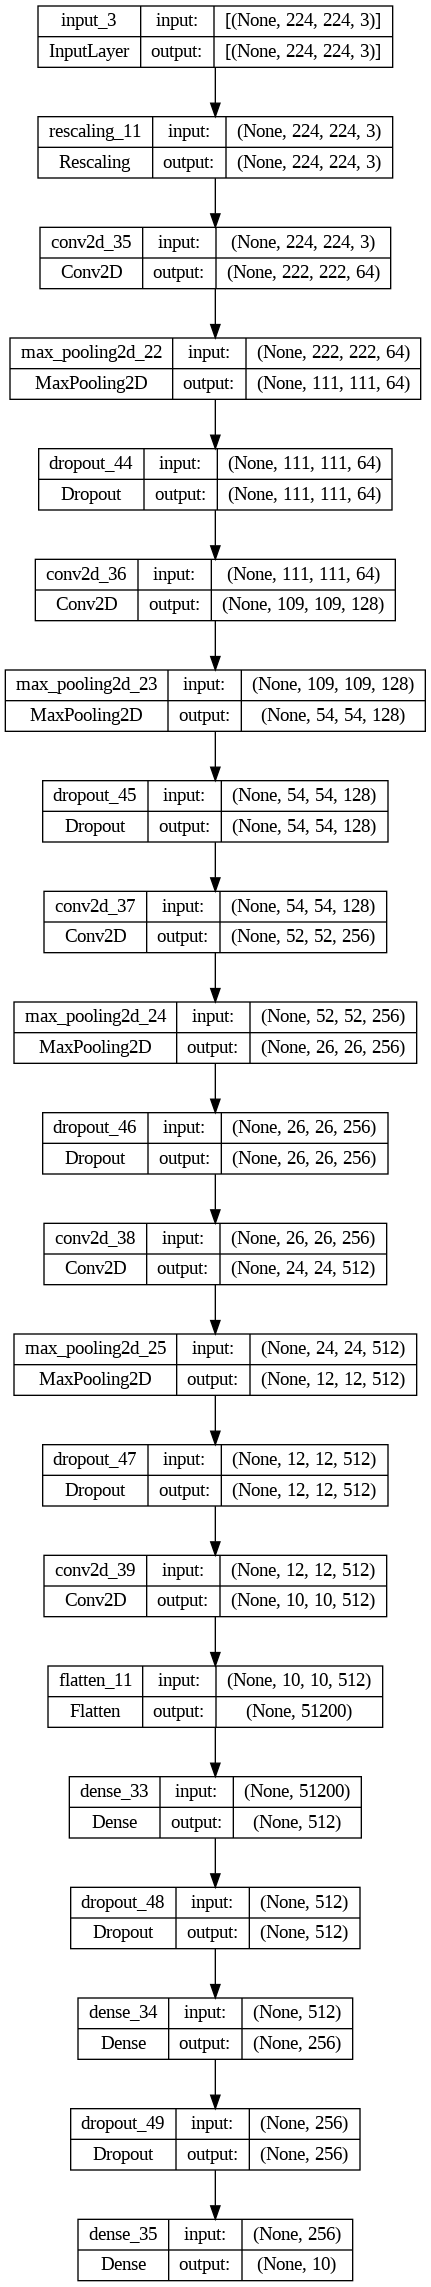 input_3 input: [(None, 224, 224, 3)]
InputLayer output: [(None, 224, 224, 3)]
rescaling_11 input: (None, 224, 224, 3)
Rescaling output: (None, 224, 224, 3)
conv2d_35 input: (None, 224, 224, 3)
Conv2D output: (None, 222, 222, 64)
max_pooling2d_22 input: (None, 222, 222, 64)
MaxPooling2D output: (None, 111, 111, 64)
dropout_44 input: (None, 111, 111, 64)
Dropout output: (None, 111, 111, 64)
conv2d_36 input: (None, 111, 111, 64)
Conv2D output: (None, 109, 109, 128)
max_pooling2d_23 input: (None, 109, 109, 128)
MaxPooling2D output: (None, 54, 54, 128)
dropout_45 input: (None, 54, 54, 128)
Dropout output: (None, 54, 54, 128)
conv2d_37 input: (None, 54, 54, 128)
Conv2D output: (None, 52, 52, 256)
max_pooling2d_24 input: (None, 52, 52, 256)
MaxPooling2D output: (None, 26, 26, 256)
dropout_46 input: (None, 26, 26, 256)
Dropout output: (None, 26, 26, 256)
conv2d_38 input: (None, 26, 26, 256)
Conv2D output: (None, 24, 24, 512)
max_pooling2d_25 input: (None, 24, 24, 512)
MaxPooling2D output: (None, 12, 12, 512)
dropout_47 input: (None, 12, 12, 512)
Dropout output: (None, 12, 12, 512)
conv2d_39 input: (None, 12, 12, 512)
Conv2D output: (None, 10, 10, 512)
flatten_11 input: (None, 10, 10, 512)
Flatten output: (None, 51200)
dense_33 input: (None, 51200)
Dense output: (None, 512)
dropout_48 input: (None, 512)
Dropout output: (None, 512)
dense_34 input: (None, 512)
Dense output: (None, 256)
dropout_49 input: (None, 256)
Dropout output: (None, 256)
dense_35 input: (None, 256)
Dense output: (None, 10)